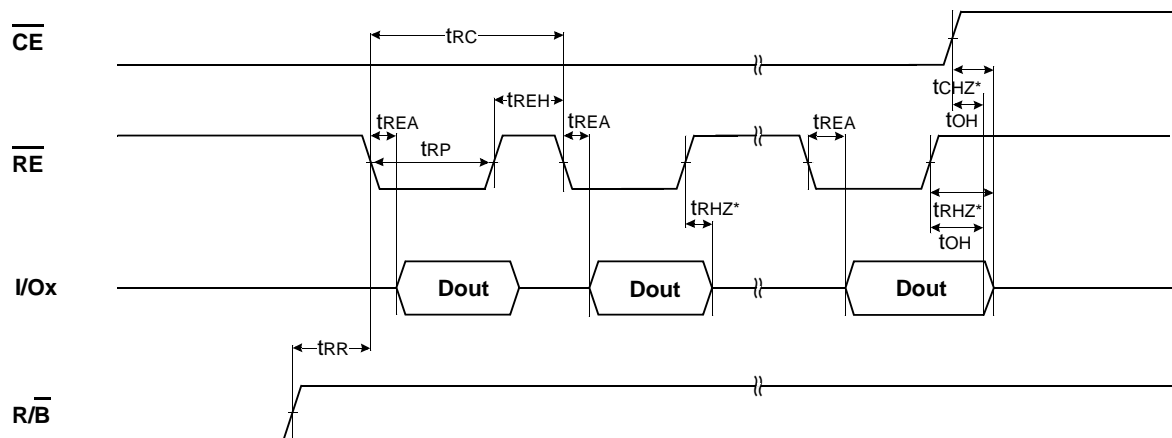 CE
tRC
tCHZ*
tREH
tOH
tREA
tREA
tREA
tRP
RE
tRHZ*
tRHZ*
tOH
I/Ox
Dout
Dout
Dout
tRR
R/B